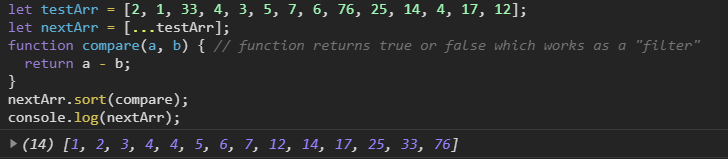 let testArr = [2, 1, 33, 4, 3, 5, 7, 6, 76, 25, 14, 4, 17, 12];
let nextArr = [...testArr];
function compare(a, b) { // function returns true or false which works as a "filter"
  return a - b;
}
nextArr.sort(compare);
console.log(nextArr);
(14) [1, 2, 3, 4, 4, 5, 6, 7, 12, 14, 17, 25, 33, 76]